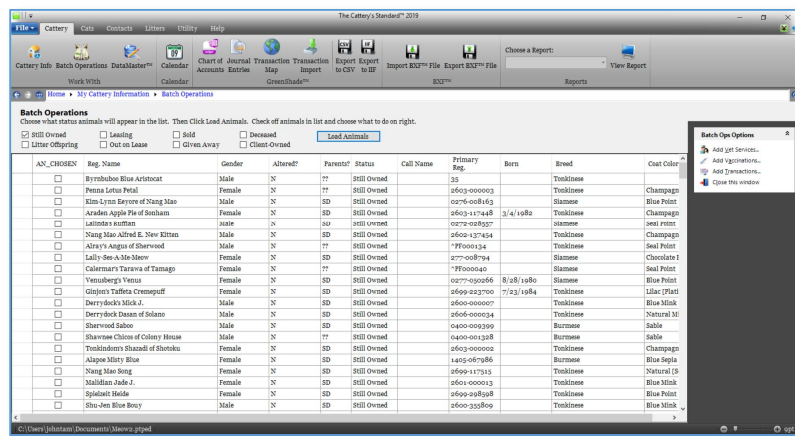 The Cattery's Standard™ 2019
File Cattery Cats Contacts Litters Utility Help
Cattery Info Batch Operations DataMaster™ Calendar Chart of Accounts Journal Entries Transaction Map Transaction Import Export to CSV Export to IIF Import BXF™ File Export BXF™ File Choose a Report: View Report
Work With Calendar GreenShade™ BXF™ Reports
Home My Cattery Information Batch Operations
Batch Operations
Choose what status animals will appear in the list. Then Click Load Animals. Check off animals in list and choose what to do on right.
Still Owned Leasing Sold Deceased Load Animals
Litter Offspring Out on Lease Given Away Client-Owned
Batch Ops Options
Add Vet Services...
Add Vaccinations...
Add Transactions...
Close this window
AN_CHOSEN Reg. Name Gender Altered? Parents? Status Call Name Primary Reg. Born Breed Coat Color
Byrnbuboo Blue Aristocat Male N ?? Still Owned 35 Tonkinese
Penna Lotus Petal Female N ?? Still Owned 2603-000003 Tonkinese Champagn
Kim-Lynn Eeyore of Nang Mao Male N SD Still Owned 0276-008163 Siamese Blue Point
Araden Apple Pie of Sonham Female N SD Still Owned 2603-117448 3/4/1982 Tonkinese Champagn
Lalinda's Ruffian Male N SD Still Owned 0272-028557 Siamese Seal Point
Nang Mao Alfred E. New Kitten Male N SD Still Owned 2602-137454 Tonkinese Champagn
Alray's Angus of Sherwood Male N ?? Still Owned ^PF000134 Tonkinese Seal Point
Lally-Ses-A-Me-Meow Female N SD Still Owned 277-008794 Siamese Chocolate P
Calermar's Tarawa of Tamago Female N ?? Still Owned ^PF000040 Siamese Seal Point
Venusberg's Venus Female N SD Still Owned 0277-050266 8/28/1980 Siamese Blue Point
Ginjon's Taffeta Cremepuff Female N SD Still Owned 2699-223700 7/23/1984 Tonkinese Lilac (Plati
Derrydock's Mick J. Male N SD Still Owned 2600-000007 Tonkinese Blue Mink
Derrydock Dasan of Solano Male N SD Still Owned 2606-000034 Tonkinese Natural Mi
Sherwood Saboo Male N SD Still Owned 0400-009399 Burmese Sable
Shawnee Chicos of Colony House Male N ?? Still Owned 0400-001328 Burmese Sable
Tonkindom's Shazadi of Shotoku Female N SD Still Owned 2603-000002 Tonkinese Champagn
Alapoe Misty Blue Female N SD Still Owned 1405-067986 Burmese Blue Sepia
Nang Mao Song Female N SD Still Owned 2699-117515 Tonkinese Natural (S
Malidian Jade J. Male N SD Still Owned 2601-000013 Tonkinese Blue Mink
Spielzeit Heide Female N SD Still Owned 2699-298598 Tonkinese Blue Point
Shu-Jen Blue Bouy Male N SD Still Owned 2600-355809 Tonkinese Blue Mink
C:\Users\johntam\Documents\Meow2.ptped 9pt